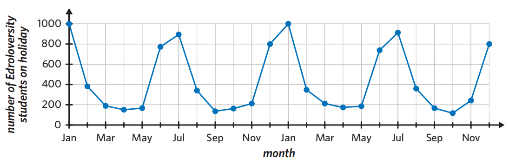 number of Edroloversity
students on holiday
1000
800
600
400
200
0
Jan Mar May Jul Sep Nov Jan Mar May Jul Sep Nov
month